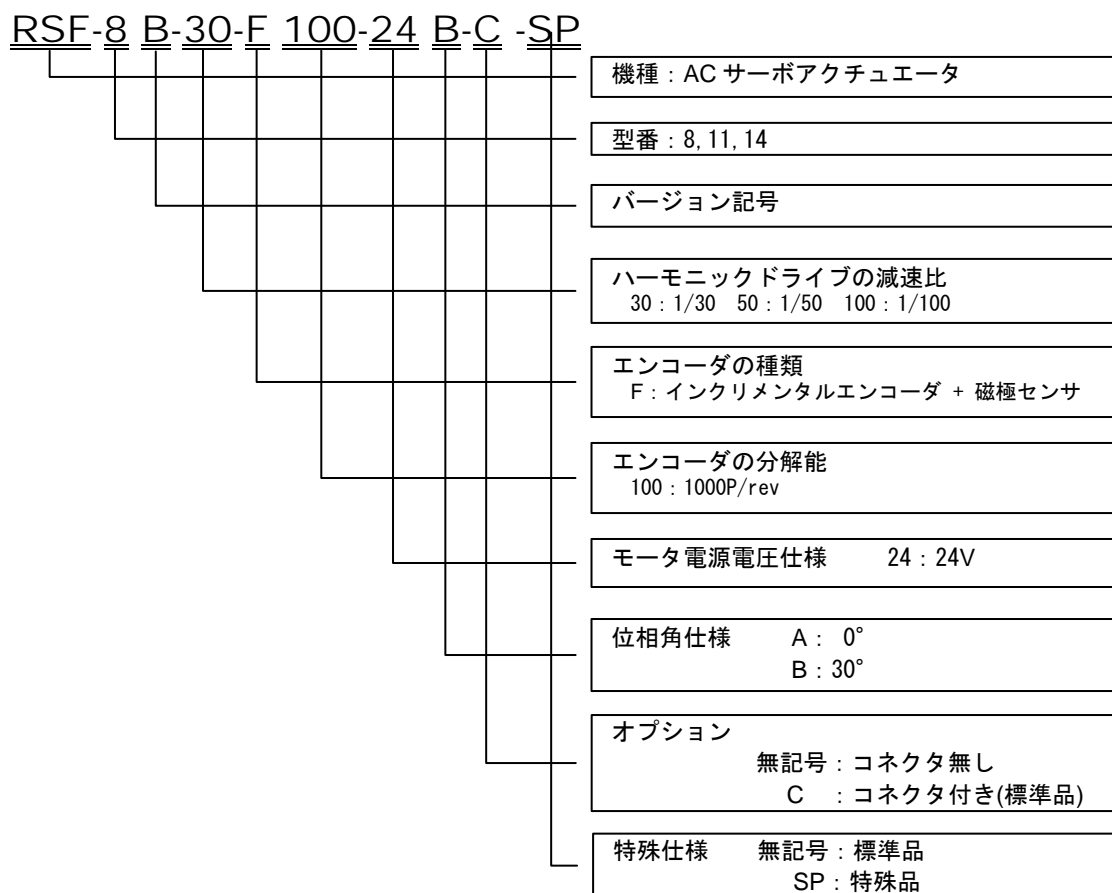 RSF-8 B-30-F 100-24 B-C -SP
機種：AC サーボアクチュエータ
型番：8,11,14
バージョン記号
ハーモニックドライブの減速比
30：1/30 50：1/50 100：1/100
エンコーダの種類
F：インクリメンタルエンコーダ + 磁極センサ
エンコーダの分解能
100：1000P/rev
モータ電源電圧仕様 24：24V
位相角仕様 A： 0°
B：30°
オプション
無記号：コネクタ無し
C ：コネクタ付き(標準品)
特殊仕様 無記号：標準品
SP：特殊品